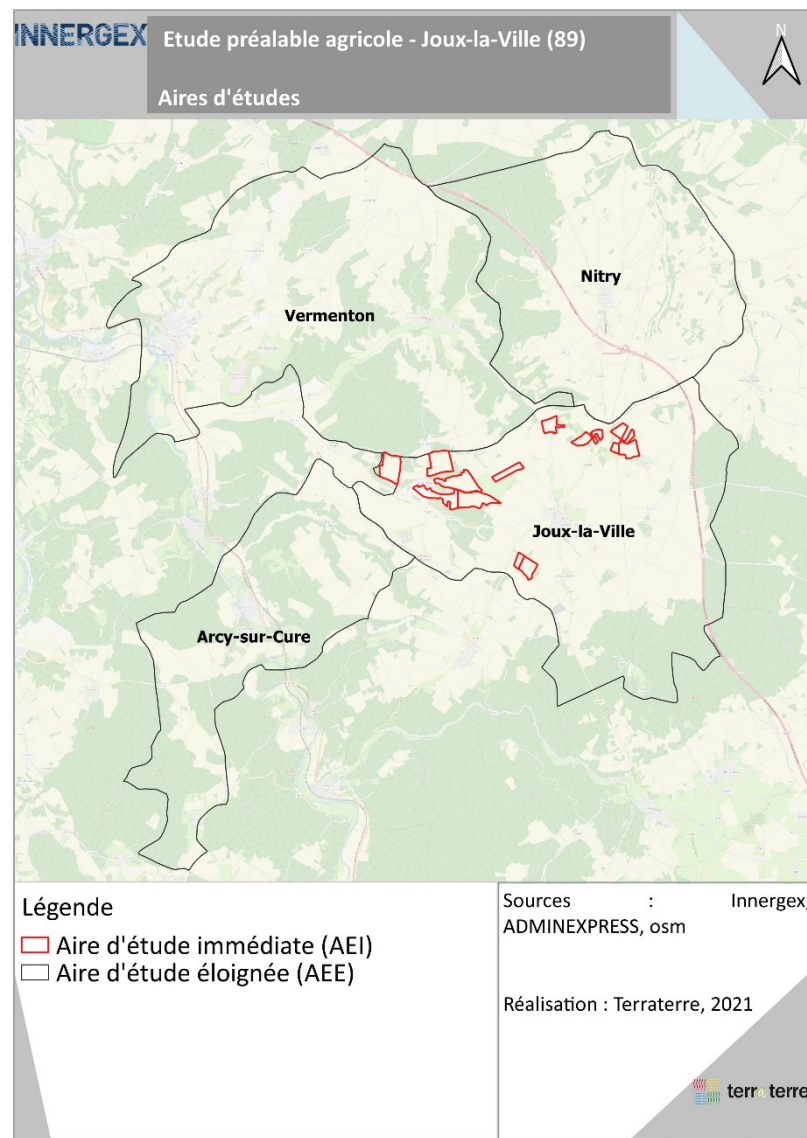 INNERGEX
Etude préalable agricole - Joux-la-Ville (89)
Aires d'études
N
Nitry
Vermenton
Joux-la-Ville
Arcy-sur-Cure
Légende
Aire d'étude immédiate (AEI)
Aire d'étude éloignée (AEE)
Sources : Innergex,
ADMINEXPRESS, osm
Réalisation : Terraterre, 2021
terraterre